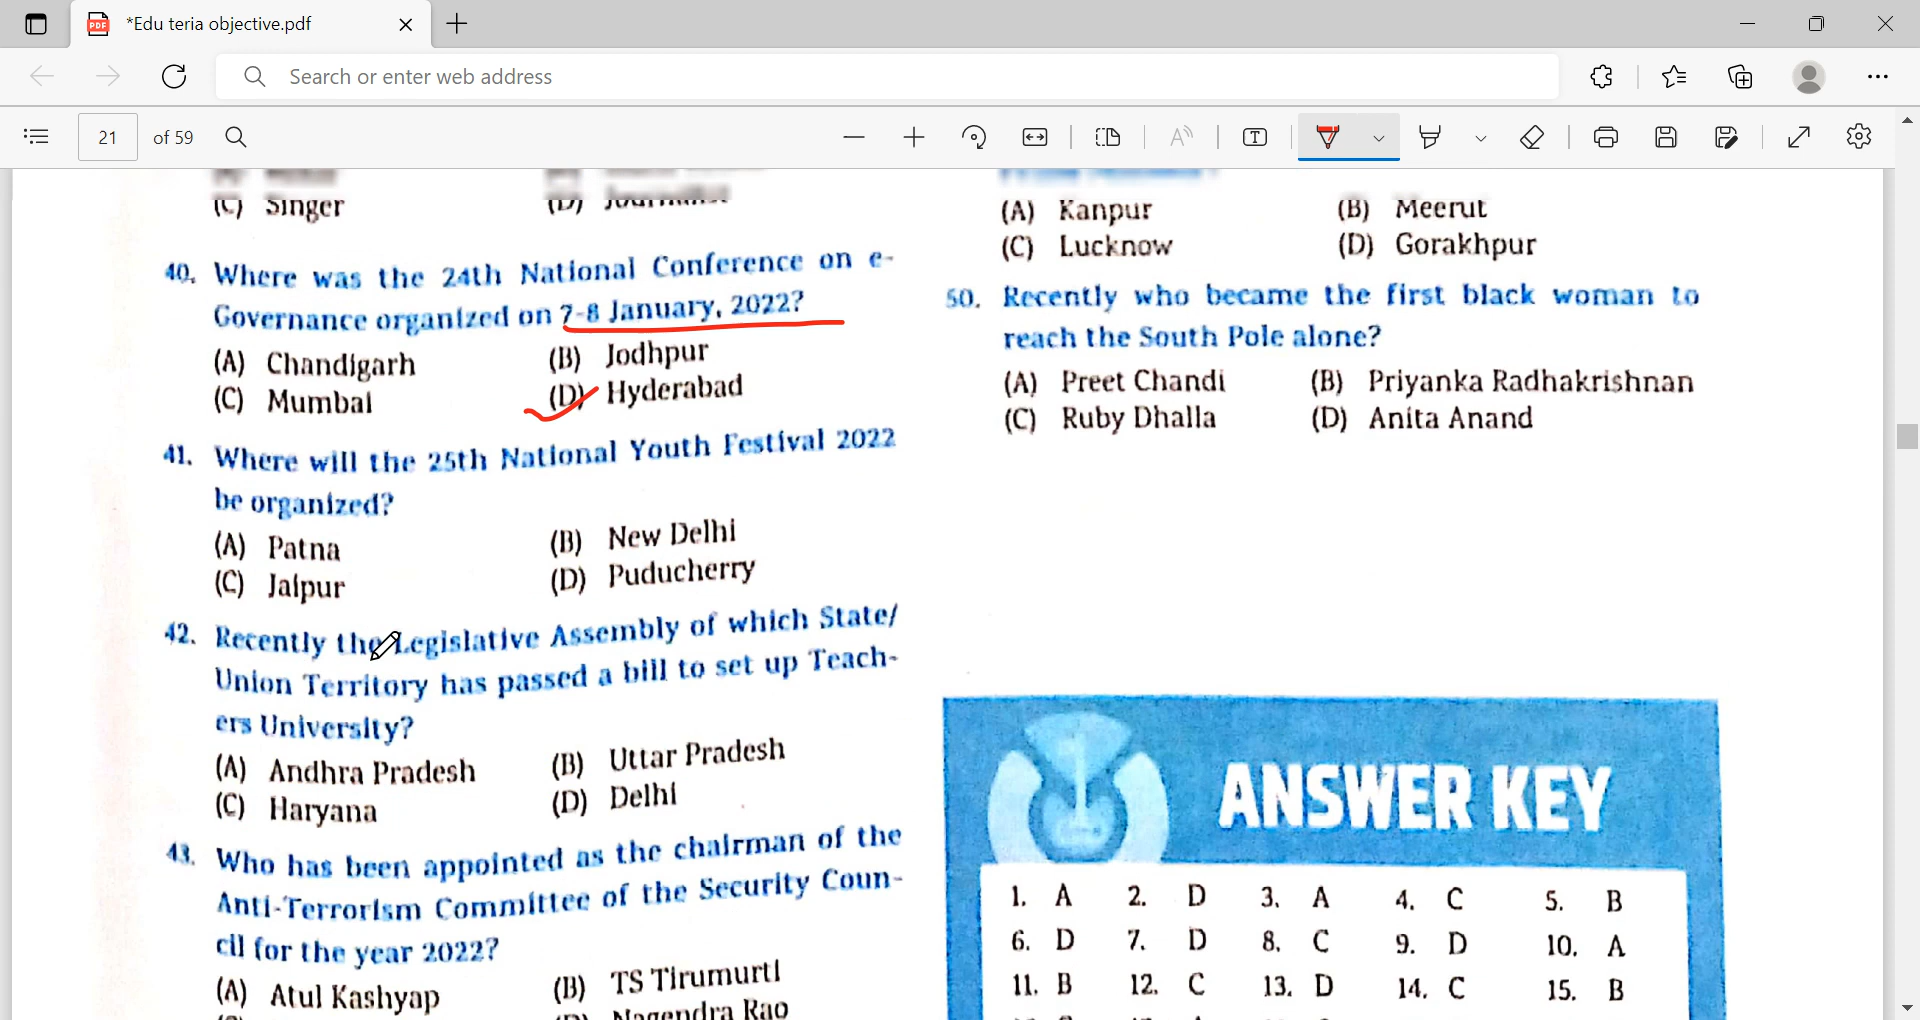 *Edu teria objective.pdf
Search or enter web address
21 of 59
(C) Singer
(D)
40. Where was the 24th National Conference on e-
Governance organized on 7-8 January, 2022?
(A) Chandigarh (B) Jodhpur
(C) Mumbai (D) Hyderabad
41. Where will the 25th National Youth Festival 2022
be organized?
(A) Patna (B) New Delhi
(C) Jaipur (D) Puducherry
42. Recently the Legislative Assembly of which State/
Union Territory has passed a bill to set up Teach-
ers University?
(A) Andhra Pradesh (B) Uttar Pradesh
(C) Haryana (D) Delhi
43. Who has been appointed as the chairman of the
Anti-Terrorism Committee of the Security Coun-
cil for the year 2022?
(A) Atul Kashyap (B) TS Tirumurti
Nagendra Rao
(A) Kanpur (B) Meerut
(C) Lucknow (D) Gorakhpur
50. Recently who became the first black woman to
reach the South Pole alone?
(A) Preet Chandi (B) Priyanka Radhakrishnan
(C) Ruby Dhalla (D) Anita Anand
ANSWER KEY
1. A 2. D 3. A 4. C 5. B
6. D 7. D 8. C 9. D 10. A
11. B 12. C 13. D 14. C 15. B